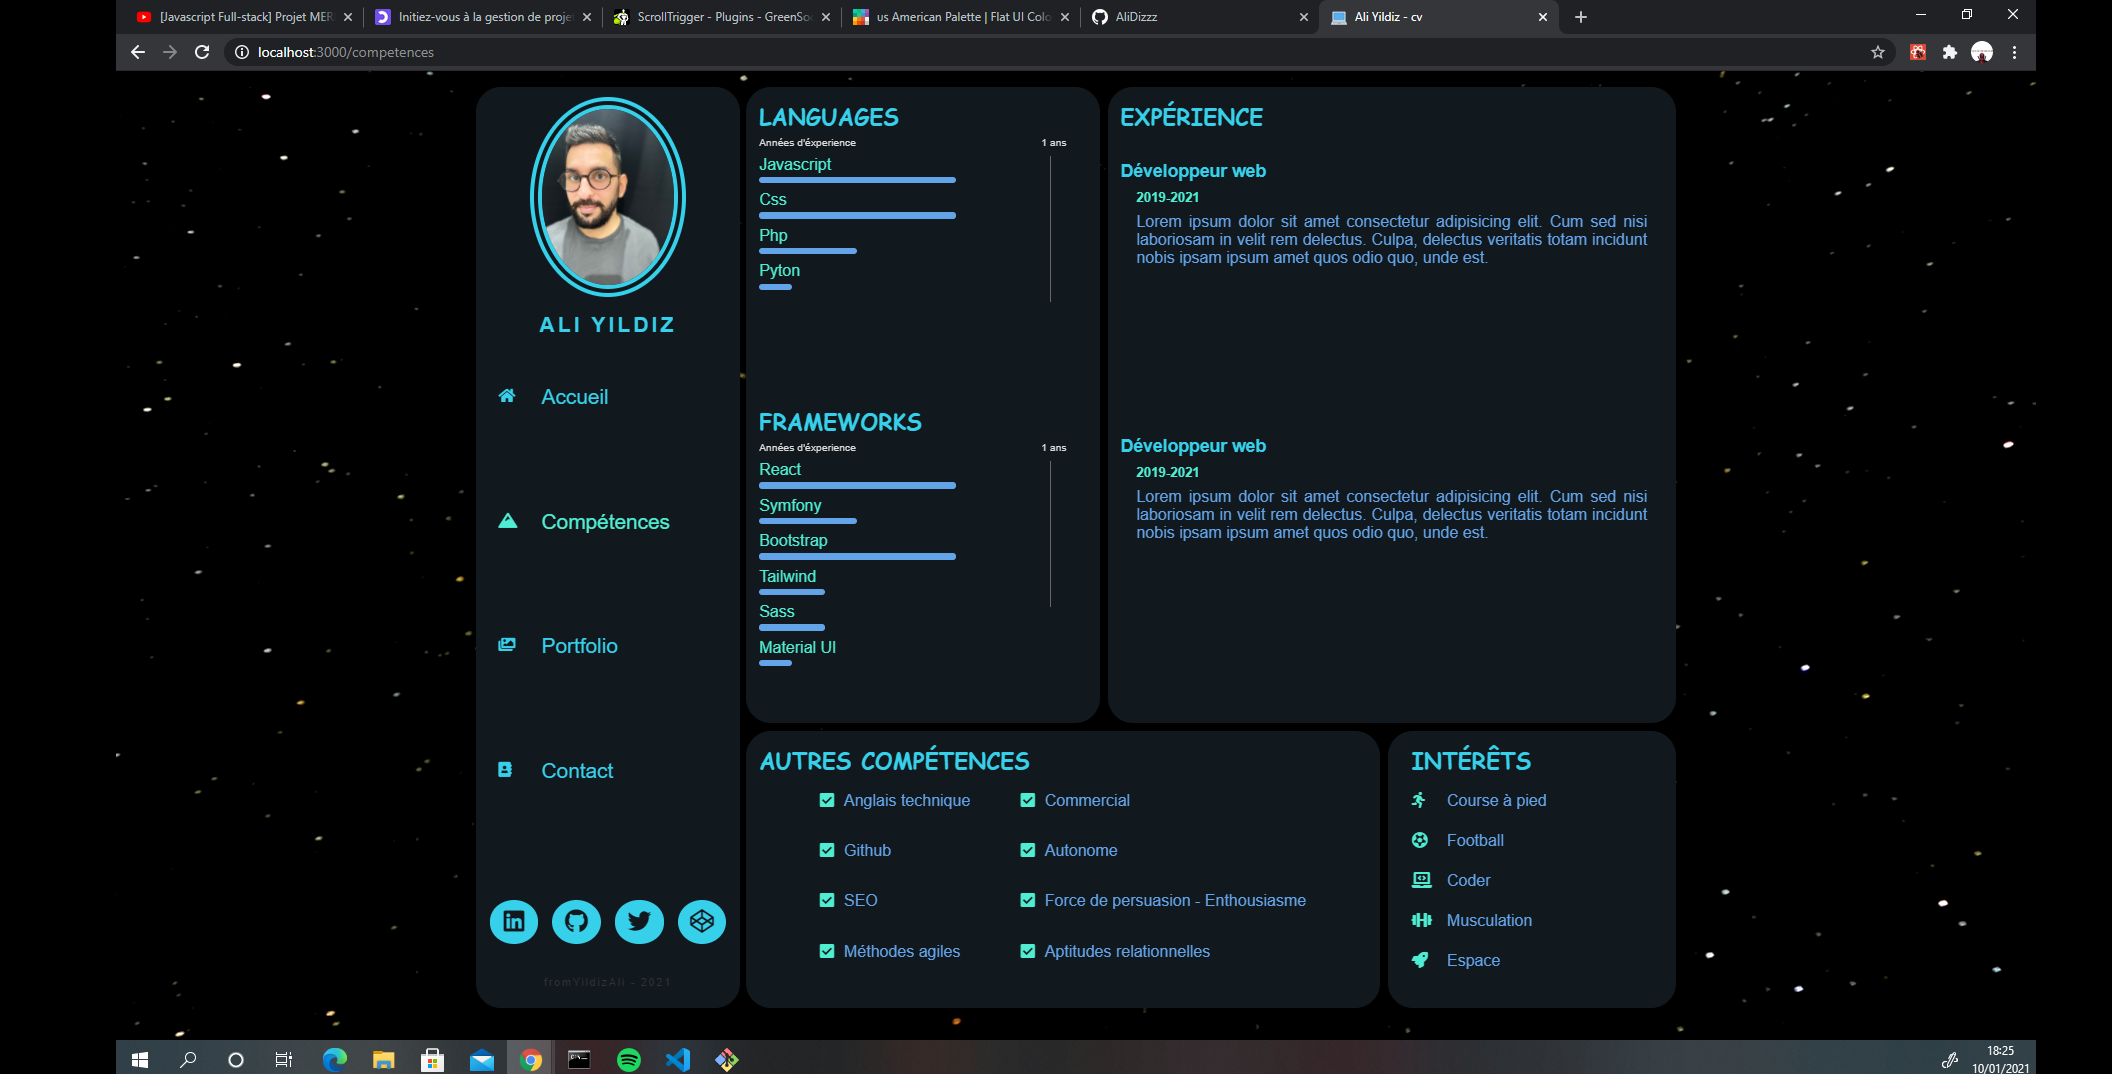 [Javascript Full-stack] Projet MER
Initiez-vous à la gestion de projet
ScrollTrigger - Plugins - GreenSoc
us American Palette | Flat UI Colo
AliDizzz
Ali Yildiz - cv
localhost:3000/competences
ALI YILDIZ
Accueil
Compétences
Portfolio
Contact
fromYildizAli - 2021
LANGUAGES
Années d'éxperience 1 ans
Javascript
Css
Php
Pyton
FRAMEWORKS
Années d'éxperience 1 ans
React
Symfony
Bootstrap
Tailwind
Sass
Material UI
EXPÉRIENCE
Développeur web
2019-2021
Lorem ipsum dolor sit amet consectetur adipisicing elit. Cum sed nisi
laboriosam in velit rem delectus. Culpa, delectus veritatis totam incidunt
nobis ipsam ipsum amet quos odio quo, unde est.
Développeur web
2019-2021
Lorem ipsum dolor sit amet consectetur adipisicing elit. Cum sed nisi
laboriosam in velit rem delectus. Culpa, delectus veritatis totam incidunt
nobis ipsam ipsum amet quos odio quo, unde est.
AUTRES COMPÉTENCES
Anglais technique Commercial
Github Autonome
SEO Force de persuasion - Enthousiasme
Méthodes agiles Aptitudes relationnelles
INTÉRÊTS
Course à pied
Football
Coder
Musculation
Espace
18:25
10/01/2021